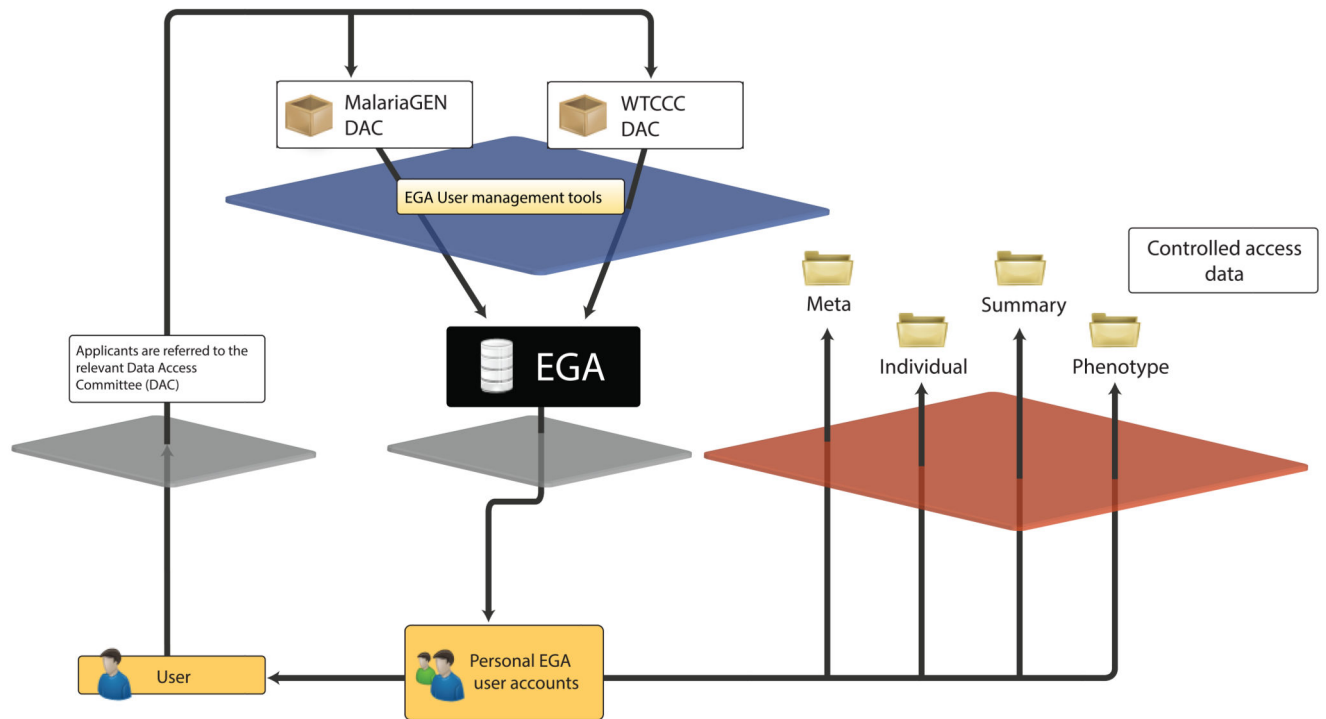 MalariaGEN
DAC
WTCCC
DAC
EGA User management tools
Controlled access
data
Meta
Summary
Individual
Phenotype
Applicants are referred to the
relevant Data Access
Committee (DAC)
EGA
User
Personal EGA
user accounts